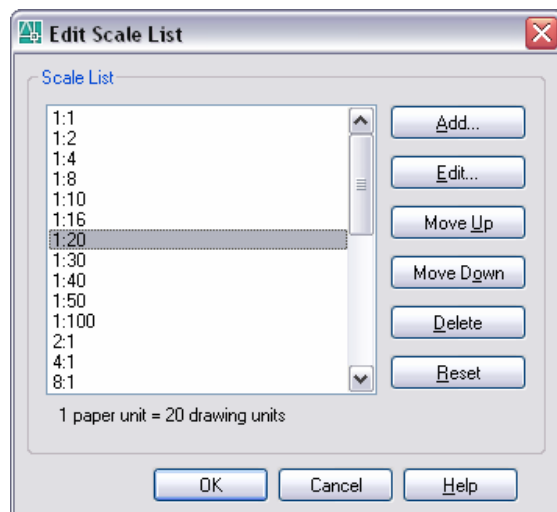 Edit Scale List
Scale List
1:1
1:2
1:4
1:8
1:10
1:16
1:20
1:30
1:40
1:50
1:100
2:1
4:1
8:1
Add...
Edit...
Move Up
Move Down
Delete
Reset
1 paper unit = 20 drawing units
OK
Cancel
Help